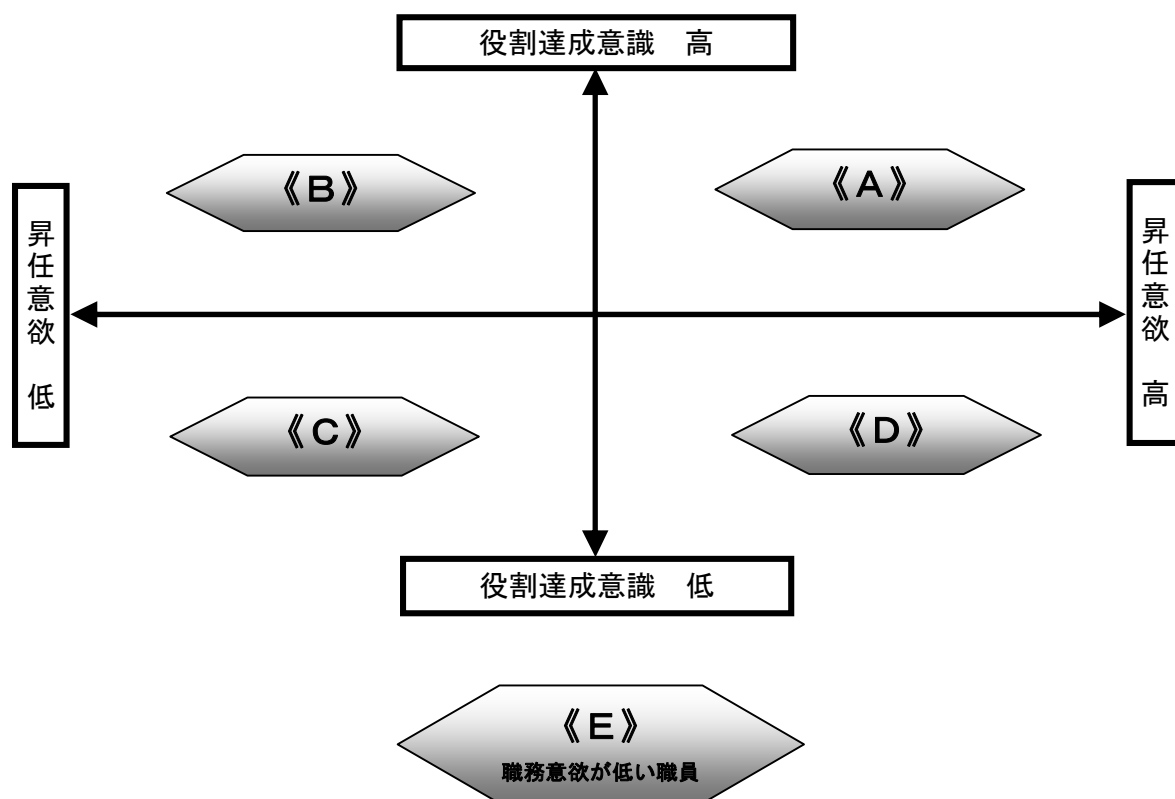 役割達成意識　高
《B》
《A》
昇任意欲　低
昇任意欲　高
《C》
《D》
役割達成意識　低
《E》
職務意欲が低い職員